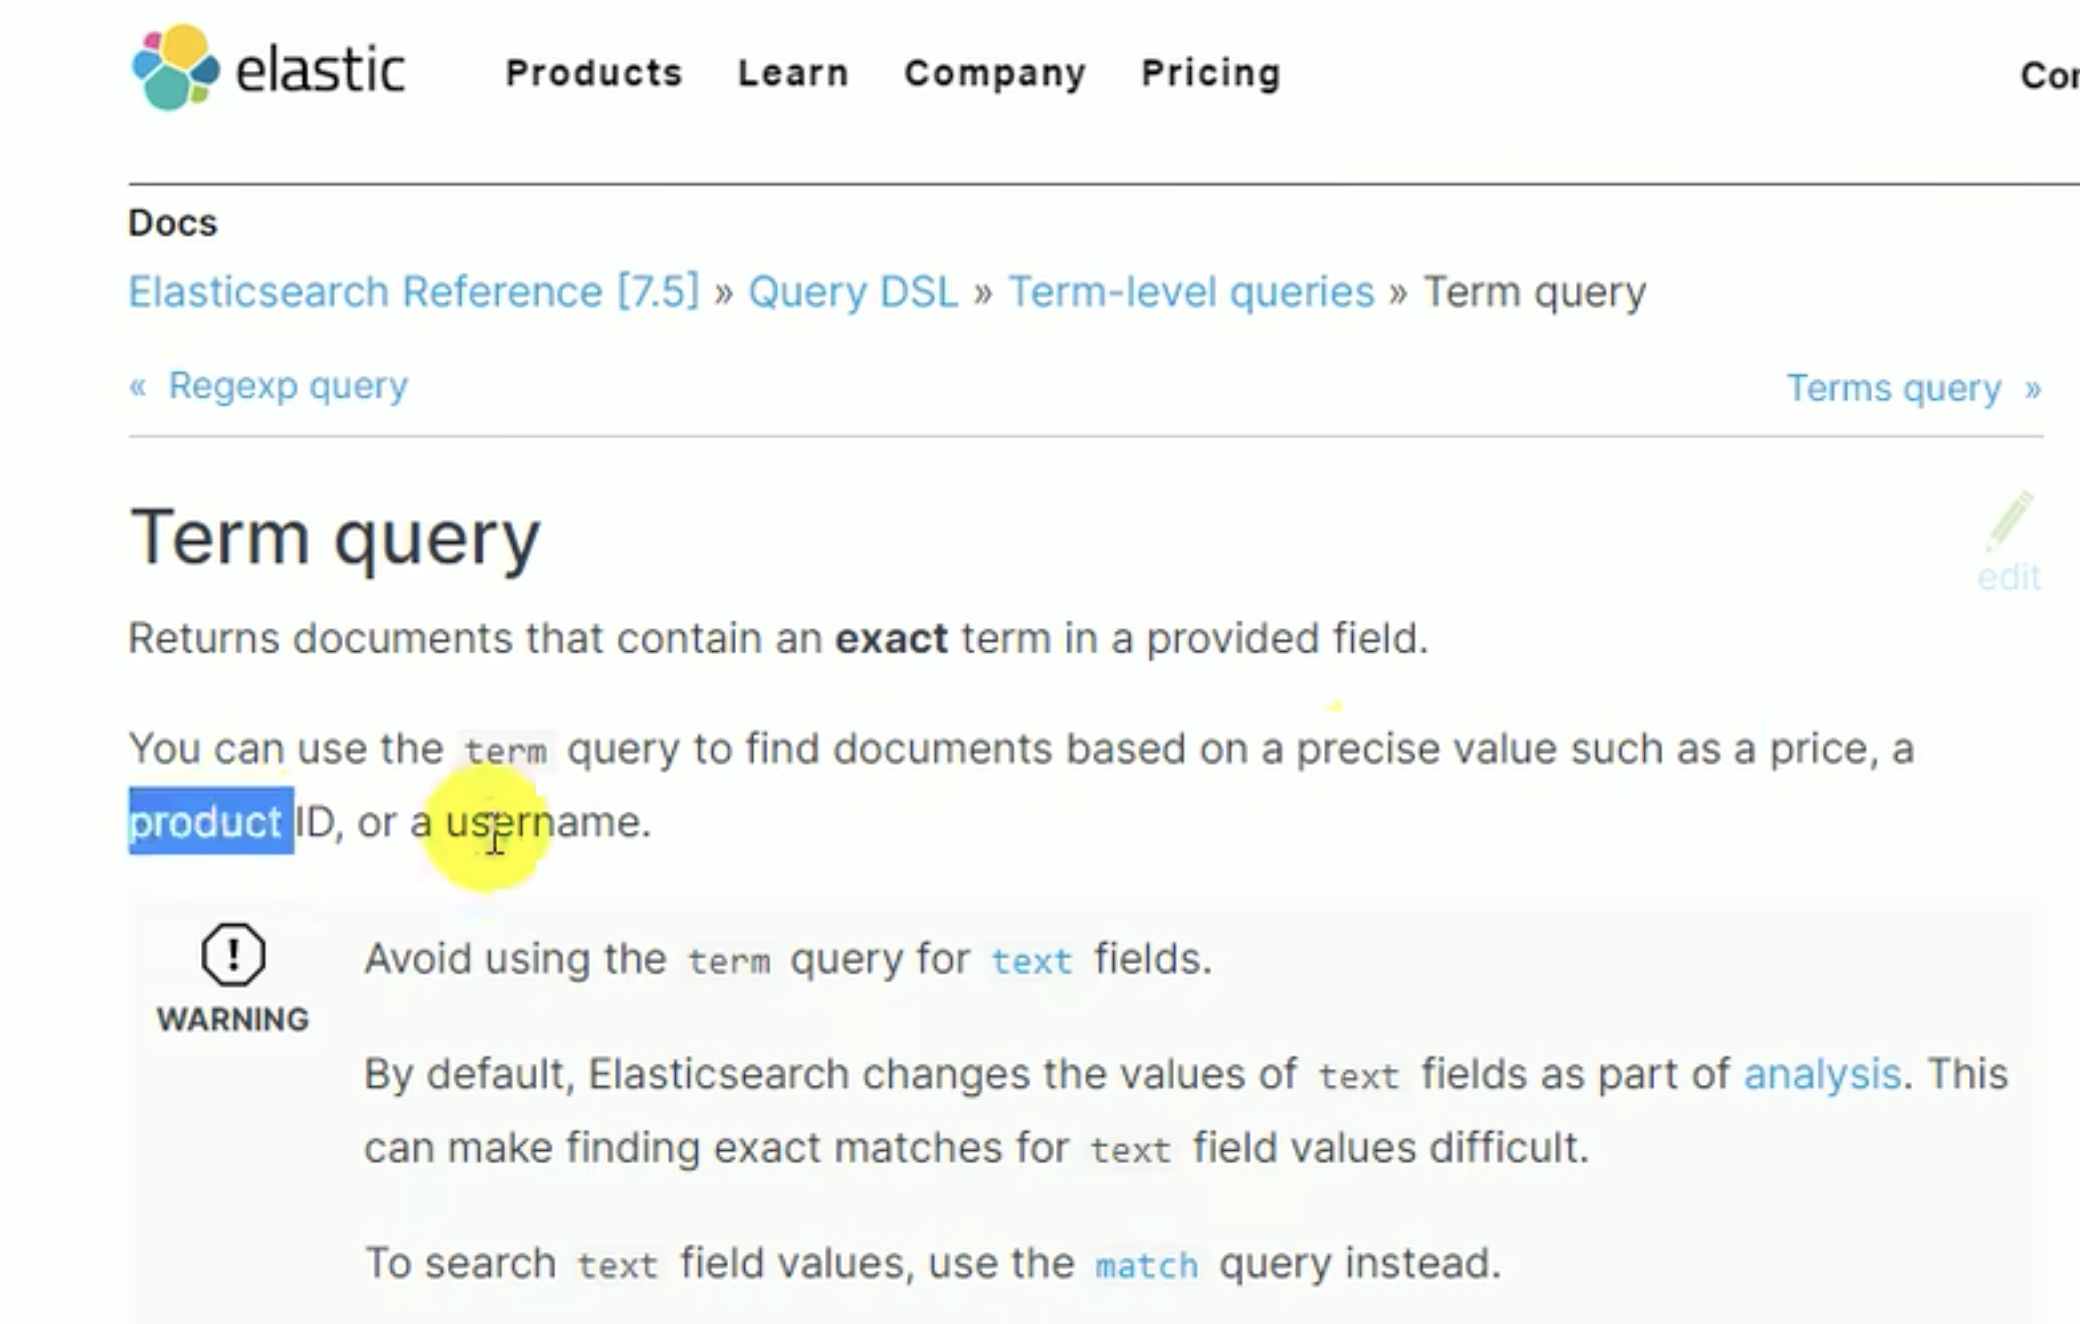 elastic Products Learn Company Pricing
Docs
Elasticsearch Reference [7.5] » Query DSL » Term-level queries » Term query
« Regexp query Terms query »
Term query
edit
Returns documents that contain an exact term in a provided field.
You can use the term query to find documents based on a precise value such as a price, a
product ID, or a username.
! Avoid using the term query for text fields.
WARNING
By default, Elasticsearch changes the values of text fields as part of analysis. This
can make finding exact matches for text field values difficult.
To search text field values, use the match query instead.